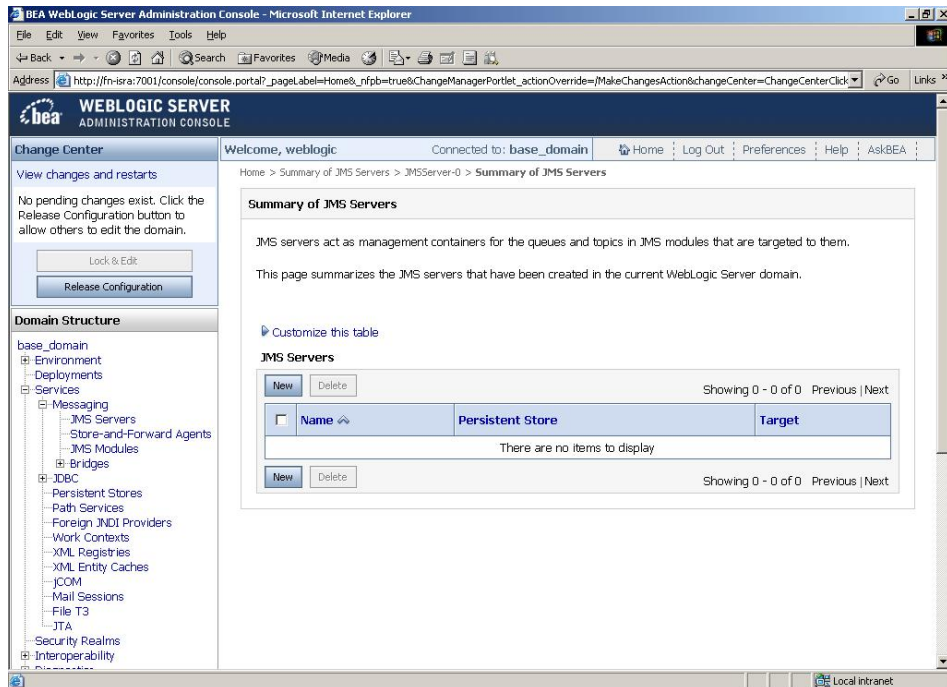 BEA WebLogic Server Administration Console - Microsoft Internet Explorer
File Edit View Favorites Tools Help
Back Search Favorites Media
Address http://fn-isra:7001/console/console.portal?_pageLabel=Home&_nfpb=true&ChangeManagerPortlet_actionOverride=/MakeChangesAction&changeCenter=ChangeCenterClick Go Links »
bea WEBLOGIC SERVER
ADMINISTRATION CONSOLE
Change Center
View changes and restarts
No pending changes exist. Click the
Release Configuration button to
allow others to edit the domain.
Lock & Edit
Release Configuration
Domain Structure
base_domain
Environment
Deployments
Services
Messaging
JMS Servers
Store-and-Forward Agents
JMS Modules
Bridges
JDBC
Persistent Stores
Path Services
Foreign JNDI Providers
Work Contexts
XML Registries
XML Entity Caches
jCOM
Mail Sessions
File T3
JTA
Security Realms
Interoperability
Welcome, weblogic Connected to: base_domain Home Log Out Preferences Help AskBEA
Home > Summary of JMS Servers > JMSServer-0 > Summary of JMS Servers
Summary of JMS Servers
JMS servers act as management containers for the queues and topics in JMS modules that are targeted to them.
This page summarizes the JMS servers that have been created in the current WebLogic Server domain.
Customize this table
JMS Servers
New Delete Showing 0 - 0 of 0 Previous | Next
Name Persistent Store Target
There are no items to display
New Delete Showing 0 - 0 of 0 Previous | Next
Local intranet